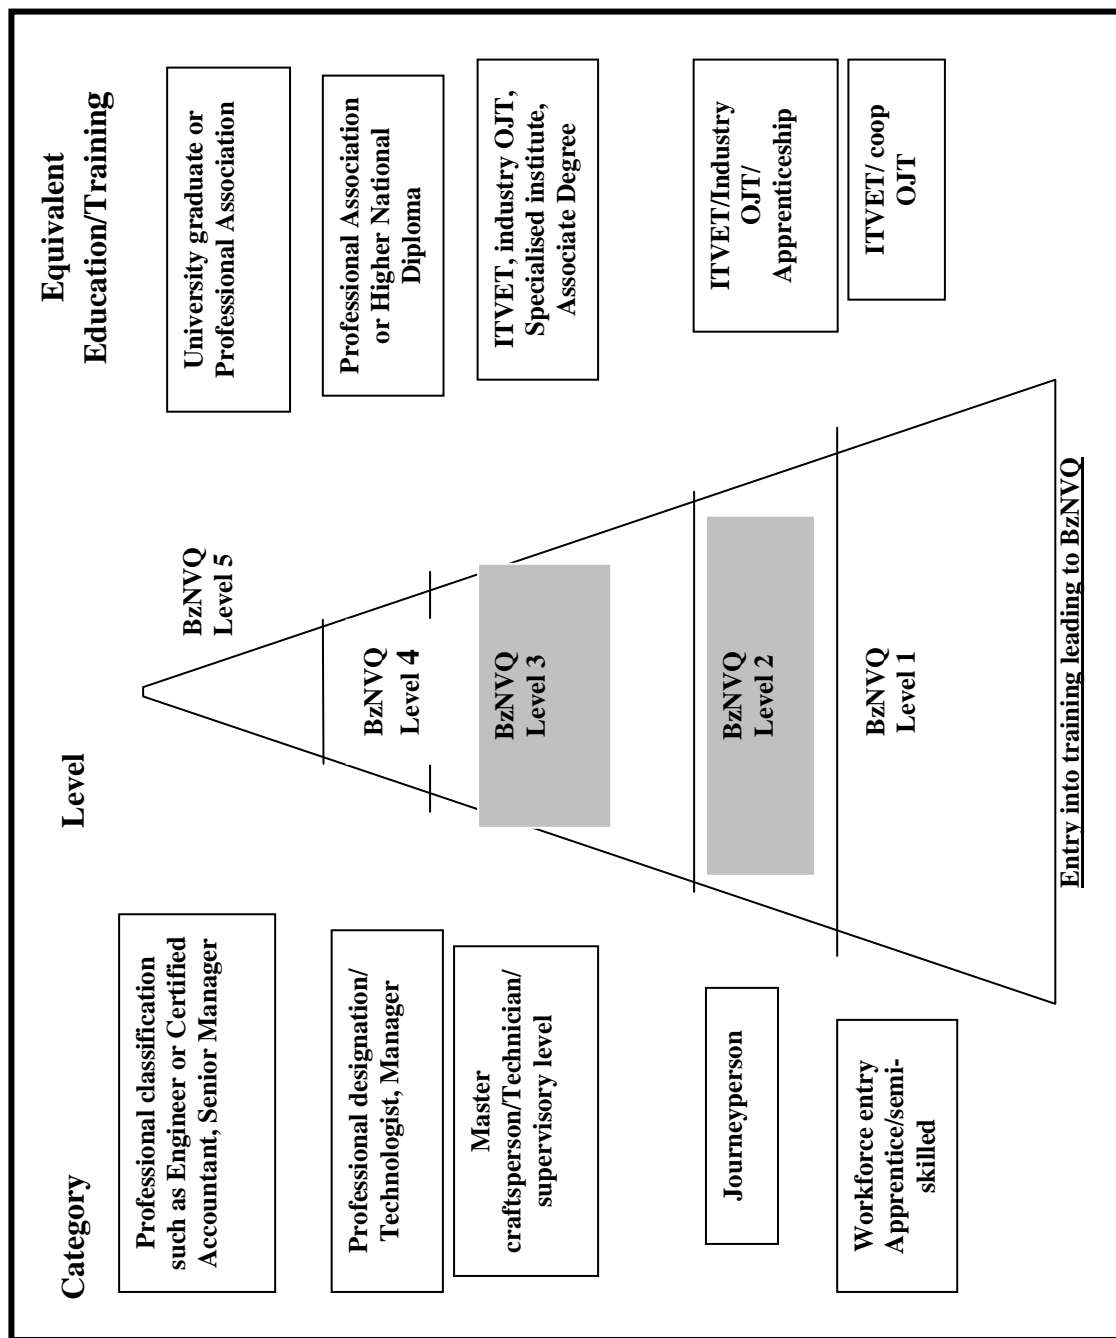 Category
Level
Equivalent
Education/Training
Professional classification
such as Engineer or Certified
Accountant, Senior Manager
BzNVQ
Level 5
University graduate or
Professional Association
Professional designation/
Technologist, Manager
BzNVQ
Level 4
Professional Association
or Higher National
Diploma
Master
craftsperson/Technician/
supervisory level
BzNVQ
Level 3
ITVET, industry OJT,
Specialised institute,
Associate Degree
Journeyperson
BzNVQ
Level 2
ITVET/Industry
OJT/
Apprenticeship
Workforce entry
Apprentice/semi-
skilled
BzNVQ
Level 1
ITVET/ coop
OJT
Entry into training leading to BzNVQ